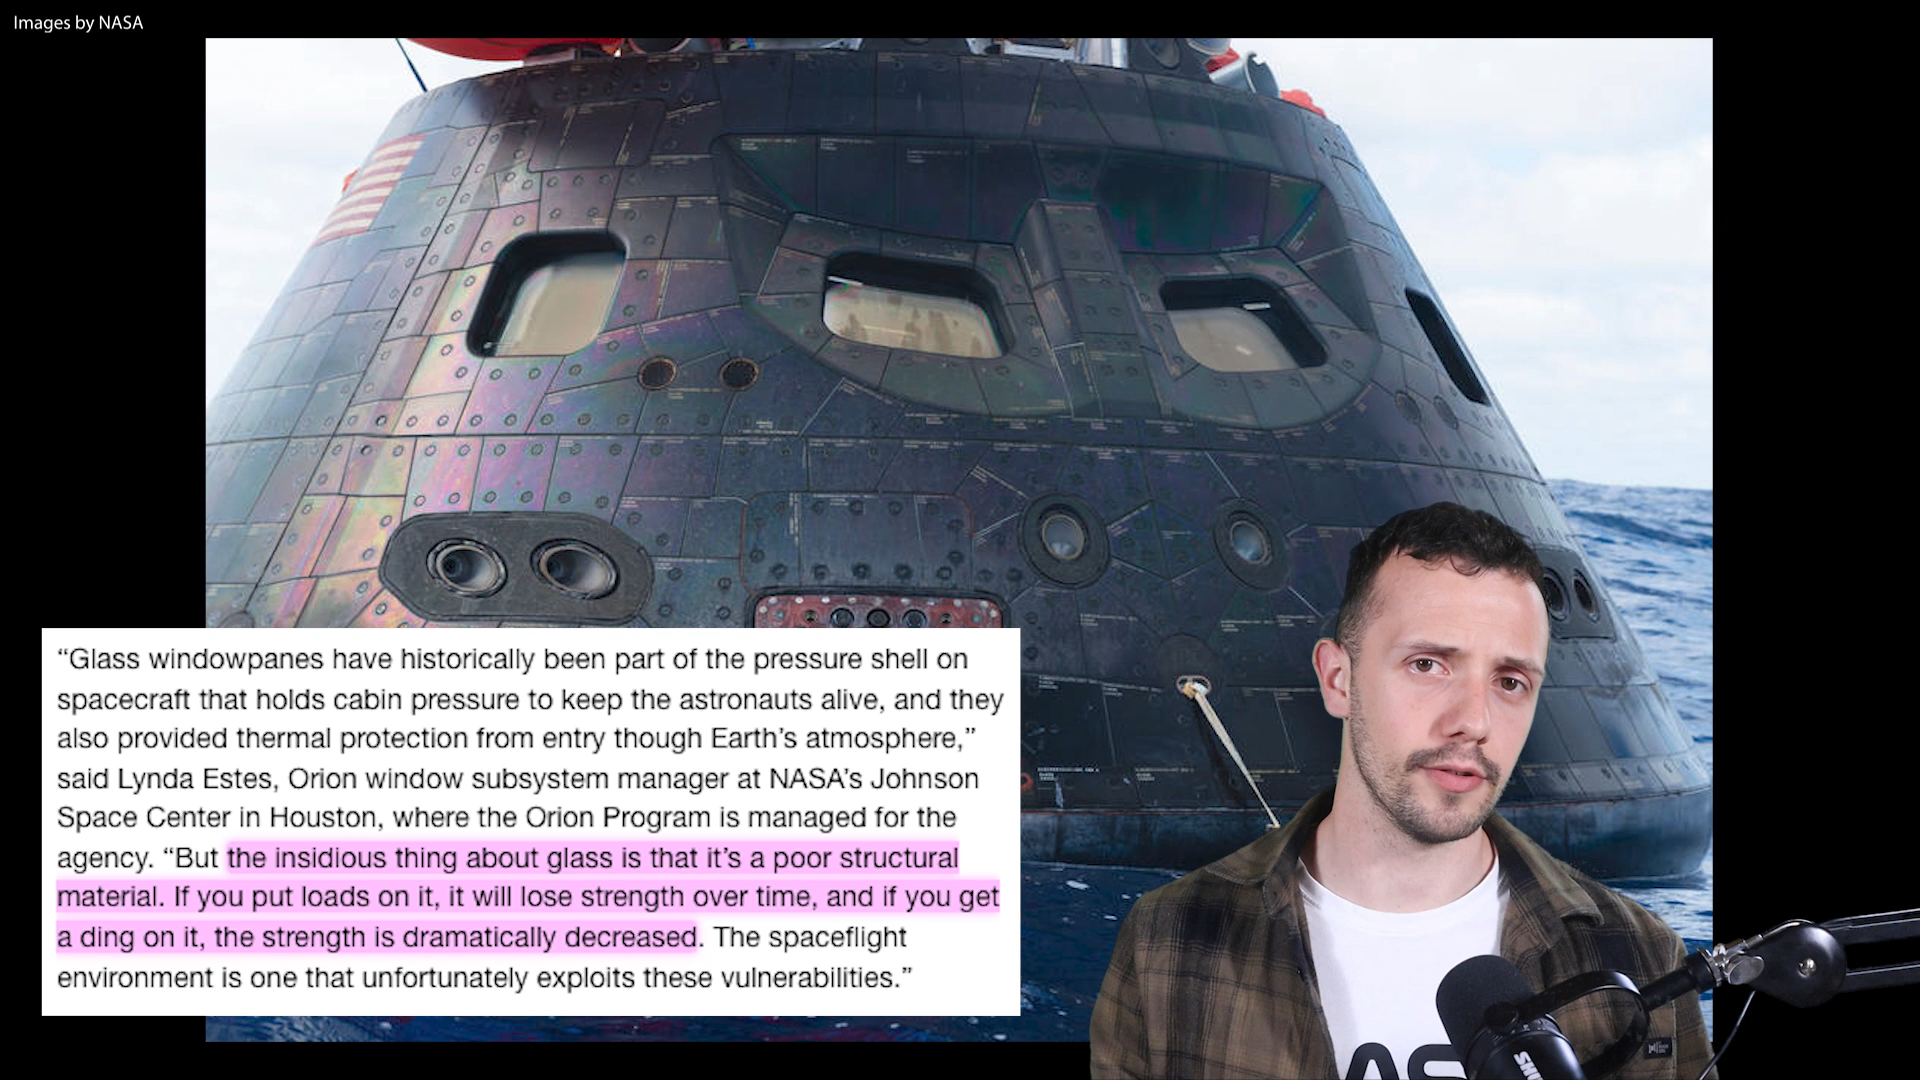 Images by NASA
“Glass windowpanes have historically been part of the pressure shell on
spacecraft that holds cabin pressure to keep the astronauts alive, and they
also provided thermal protection from entry though Earth’s atmosphere,”
said Lynda Estes, Orion window subsystem manager at NASA’s Johnson
Space Center in Houston, where the Orion Program is managed for the
agency. “But the insidious thing about glass is that it’s a poor structural
material. If you put loads on it, it will lose strength over time, and if you get
a ding on it, the strength is dramatically decreased. The spaceflight
environment is one that unfortunately exploits these vulnerabilities.”